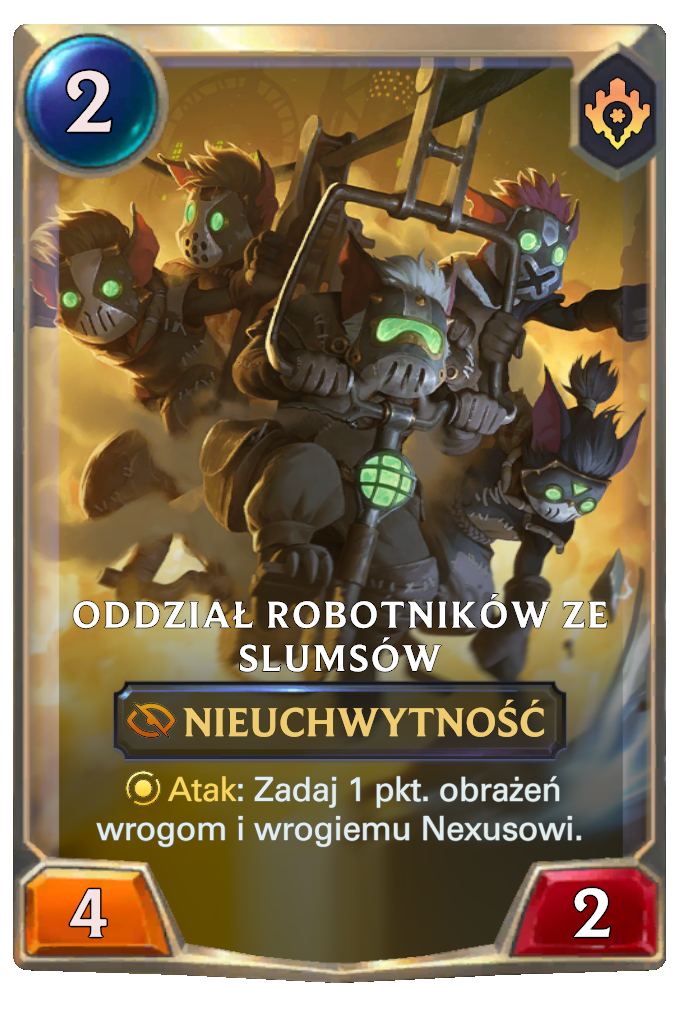 2
ODDZIAŁ ROBOTNIKÓW ZE
SLUMSÓW
NIEUCHWYTNOŚĆ
Atak: Zadaj 1 pkt. obrażeń
wrogom i wrogiemu Nexusowi.
4
2